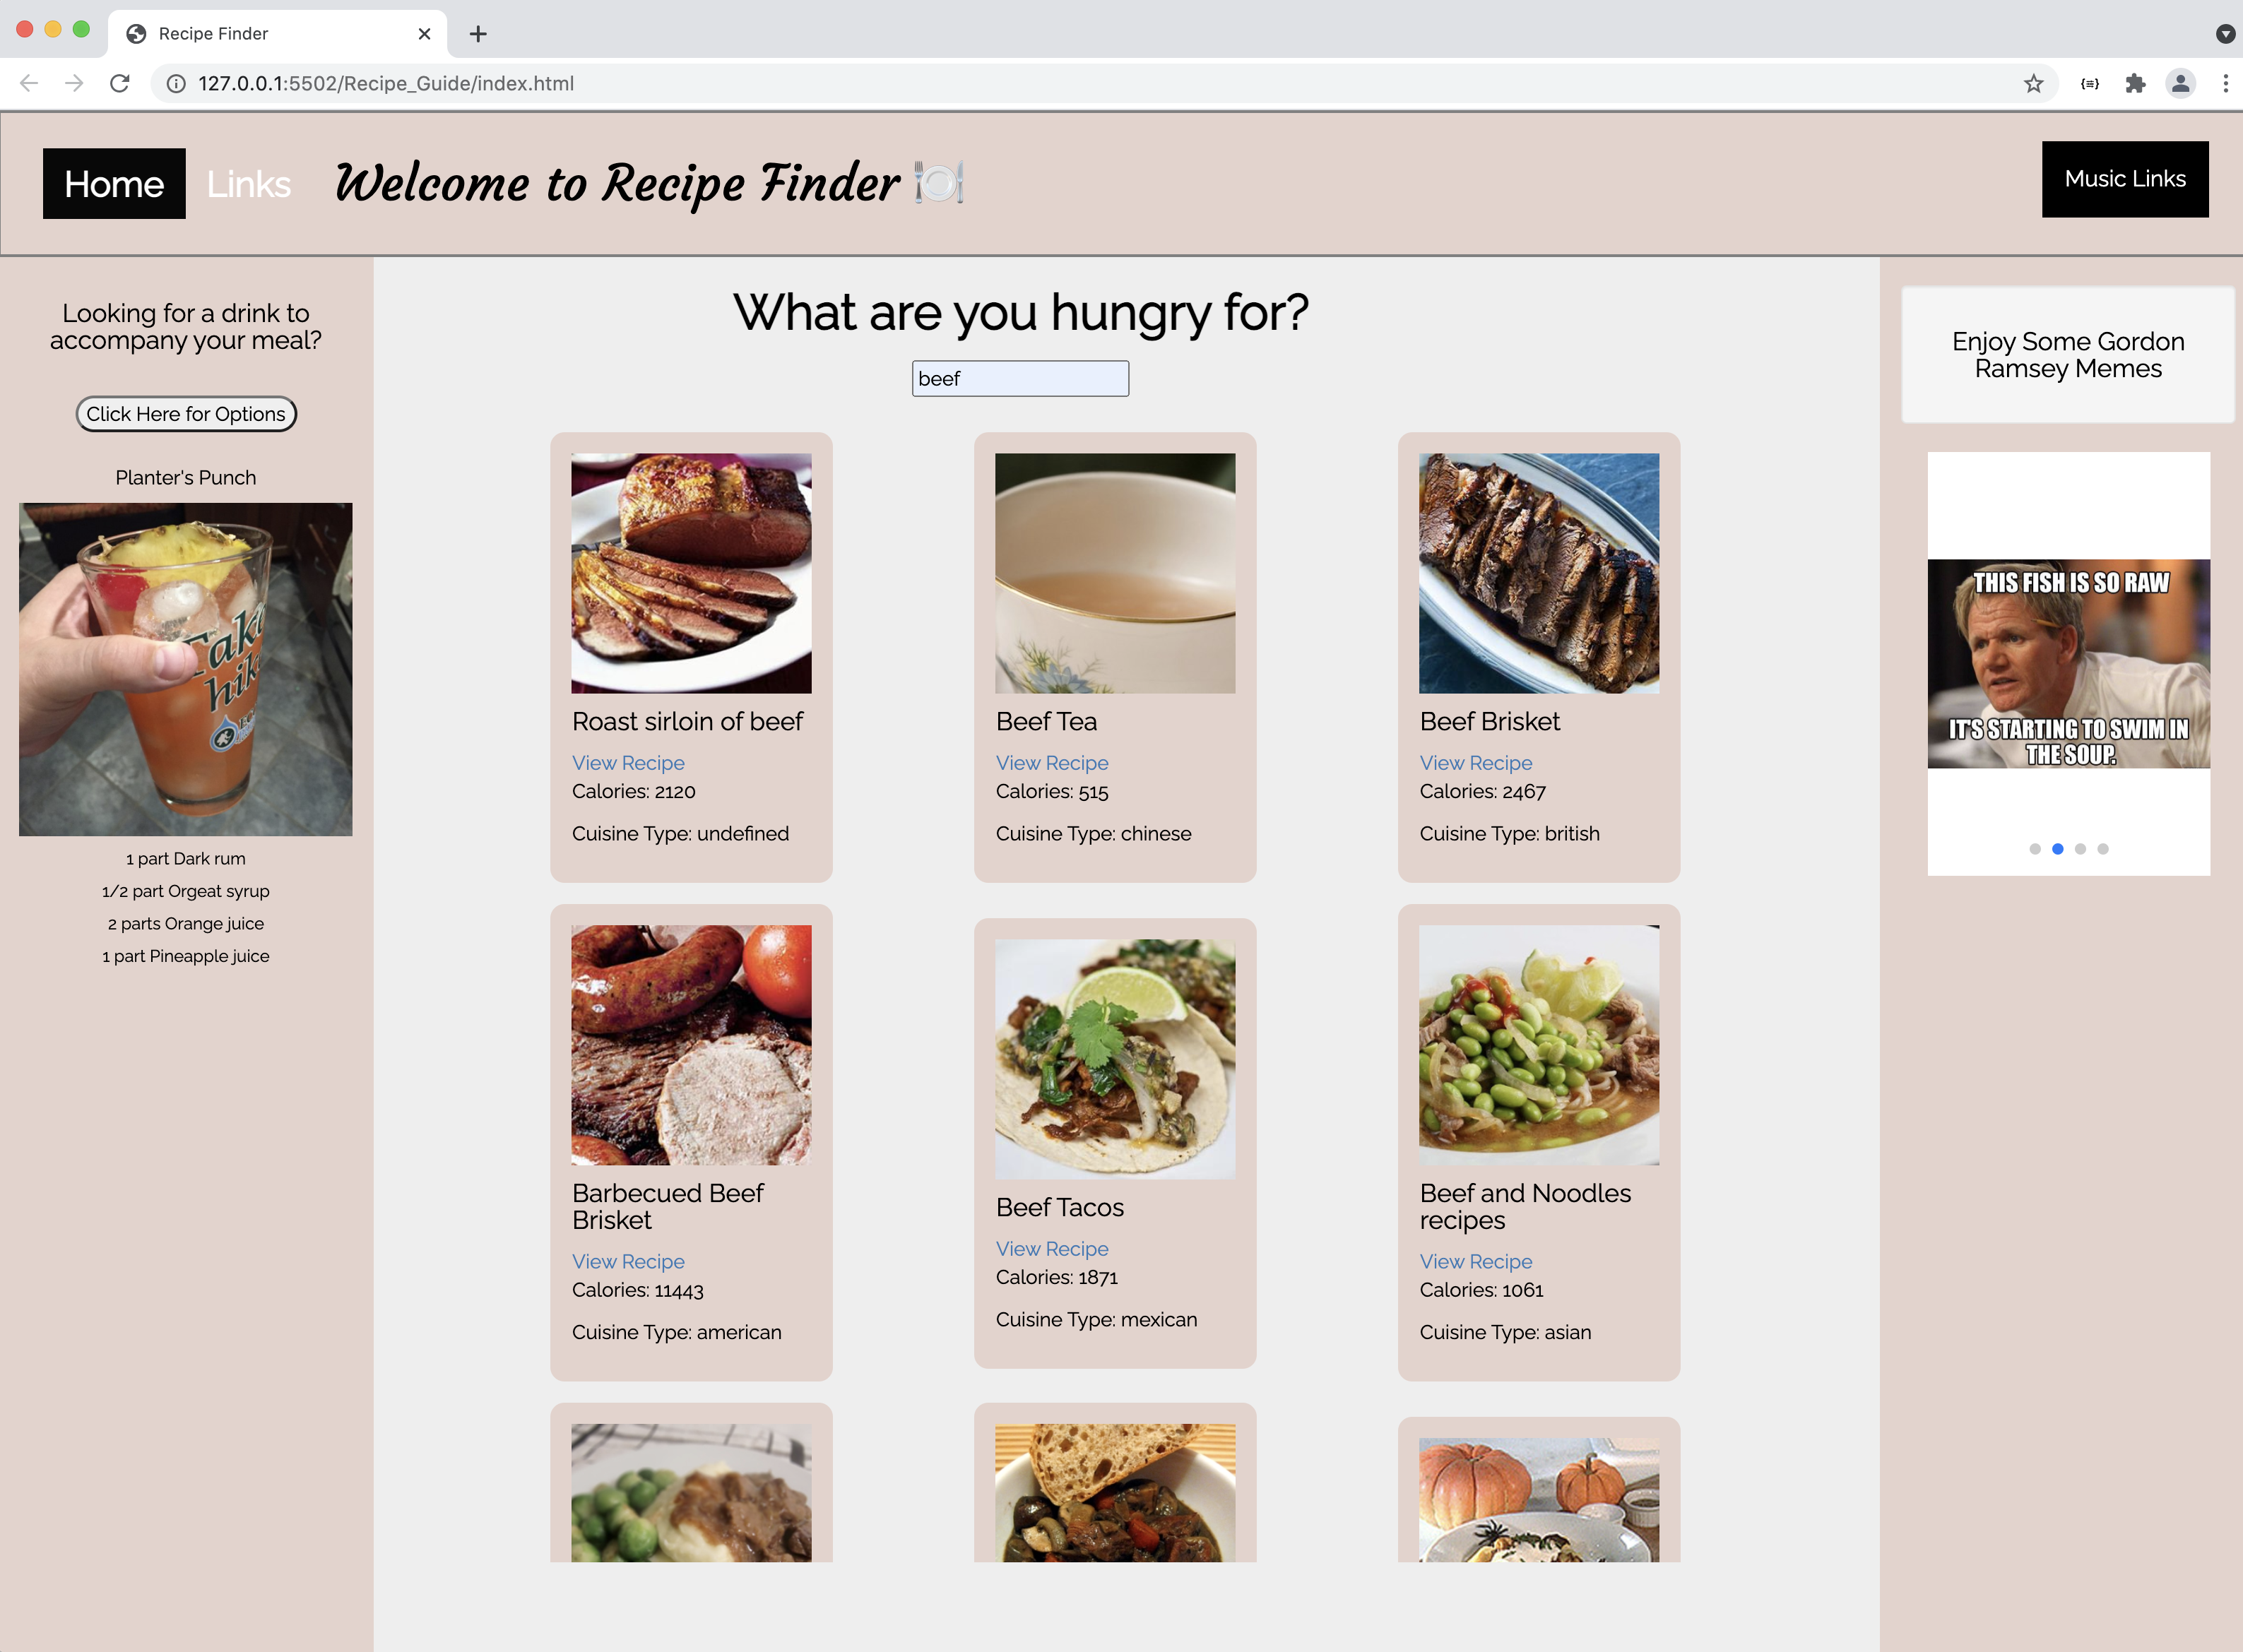 Recipe Finder
127.0.0.1:5502/Recipe_Guide/index.html
Home
Links
Welcome to Recipe Finder
Music Links
Looking for a drink to
accompany your meal?
Click Here for Options
Planter's Punch
1 part Dark rum
1/2 part Orgeat syrup
2 parts Orange juice
1 part Pineapple juice
What are you hungry for?
beef
Roast sirloin of beef
View Recipe
Calories: 2120
Cuisine Type: undefined
Beef Tea
View Recipe
Calories: 515
Cuisine Type: chinese
Beef Brisket
View Recipe
Calories: 2467
Cuisine Type: british
Barbecued Beef
Brisket
View Recipe
Calories: 11443
Cuisine Type: american
Beef Tacos
View Recipe
Calories: 1871
Cuisine Type: mexican
Beef and Noodles
recipes
View Recipe
Calories: 1061
Cuisine Type: asian
Enjoy Some Gordon
Ramsey Memes
THIS FISH IS SO RAW
IT'S STARTING TO SWIM IN
THE SOUP.